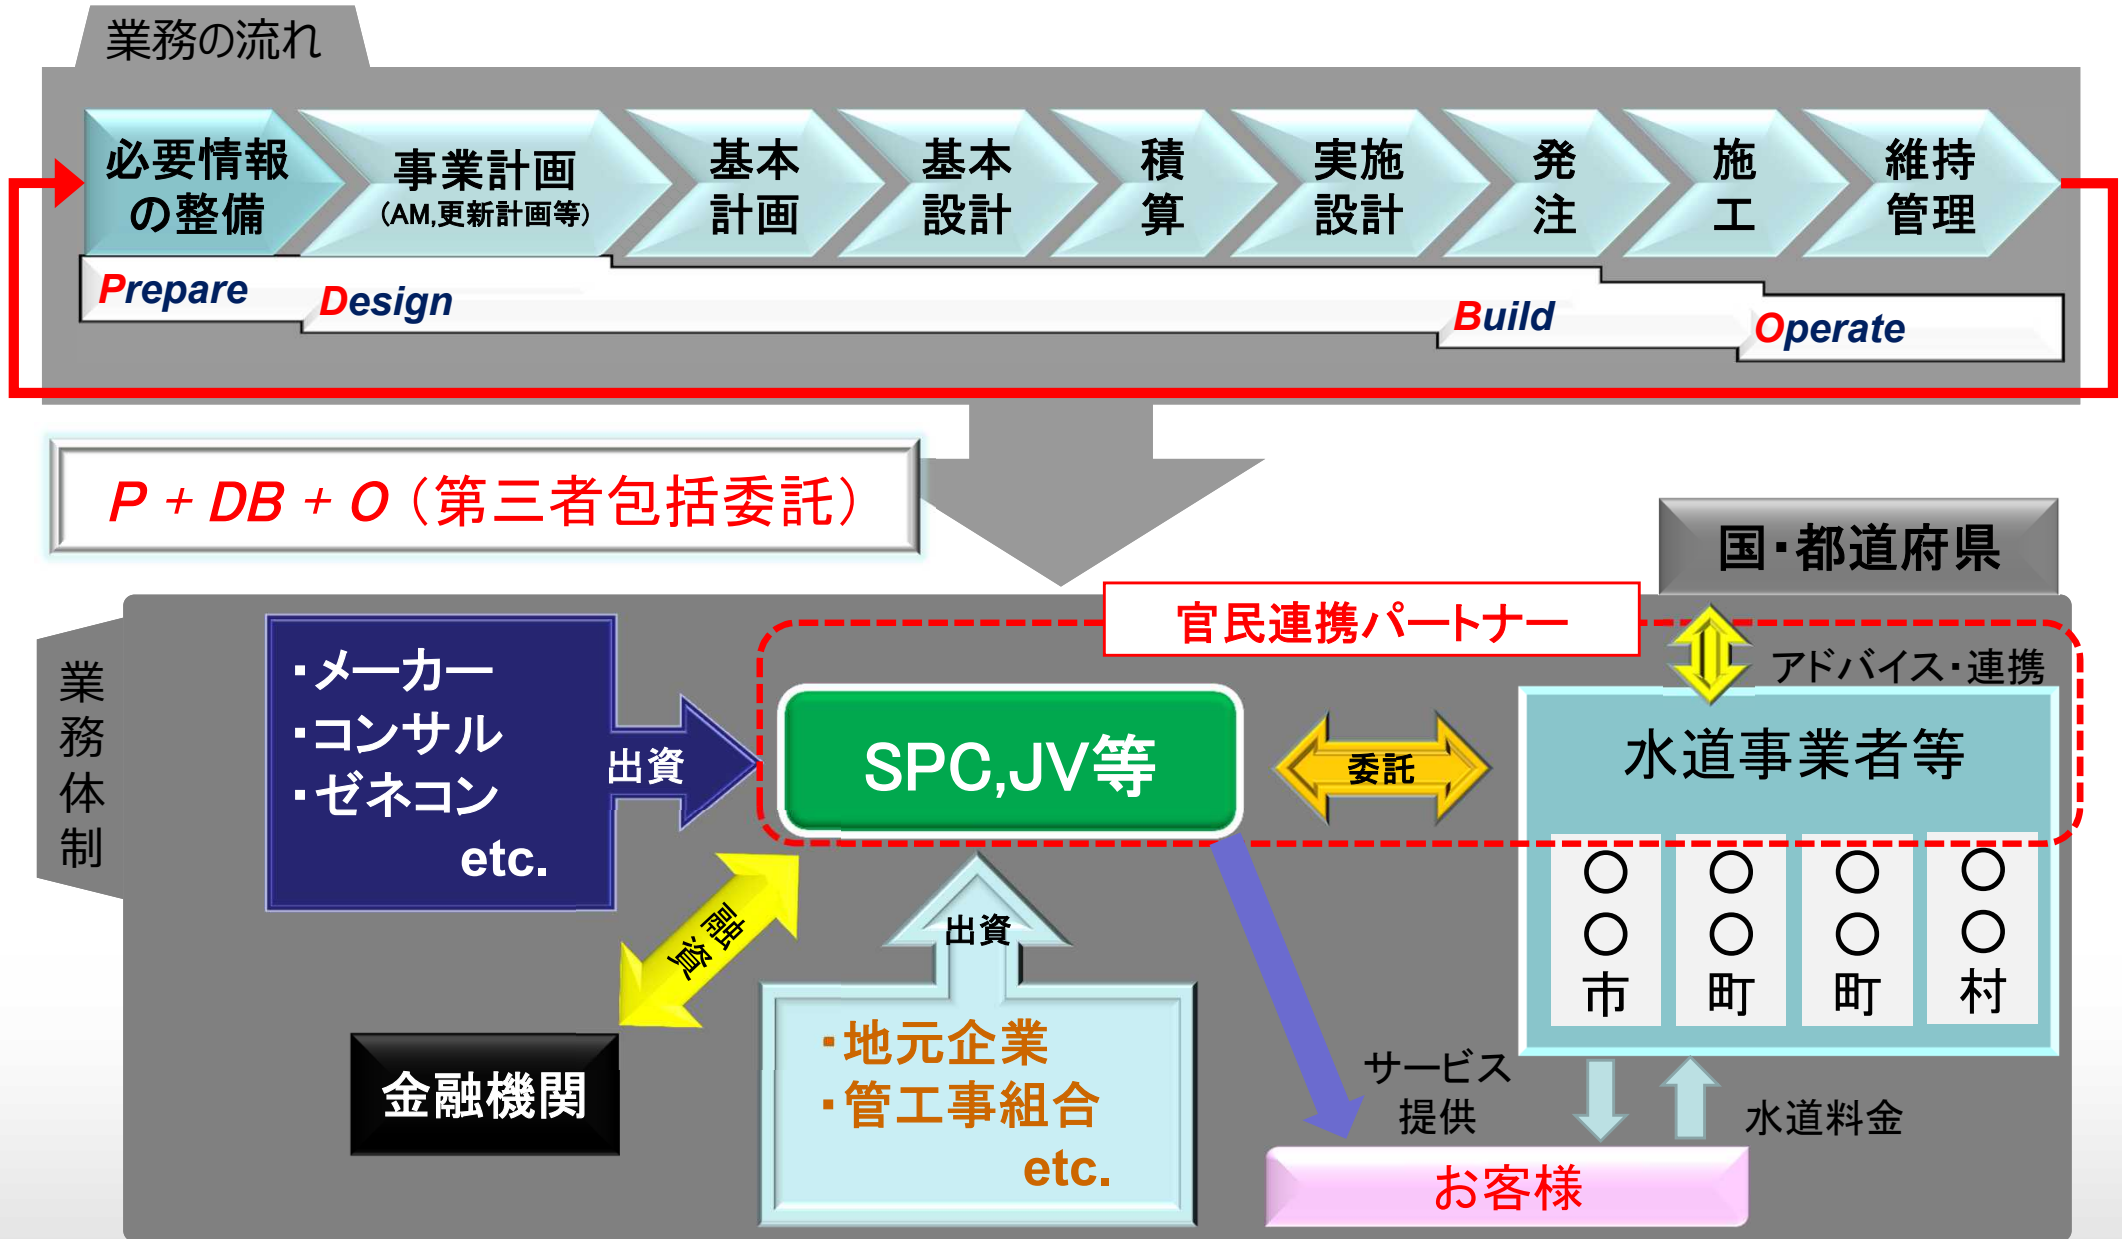 業務の流れ
必要情報
の整備
事業計画
(AM,更新計画等)
基本
計画
基本
設計
積
算
実施
設計
発
注
施
工
維持
管理
Prepare
Design
Build
Operate
P + DB + O（第三者包括委託）
国・都道府県
官民連携パートナー
アドバイス・連携
業
務
体
制
・メーカー
・コンサル
・ゼネコン
etc.
出資
SPC,JV等
委託
水道事業者等
〇
〇
市
〇
〇
町
〇
〇
町
〇
〇
村
融資
出資
金融機関
・地元企業
・管工事組合
etc.
サービス
提供
水道料金
お客様